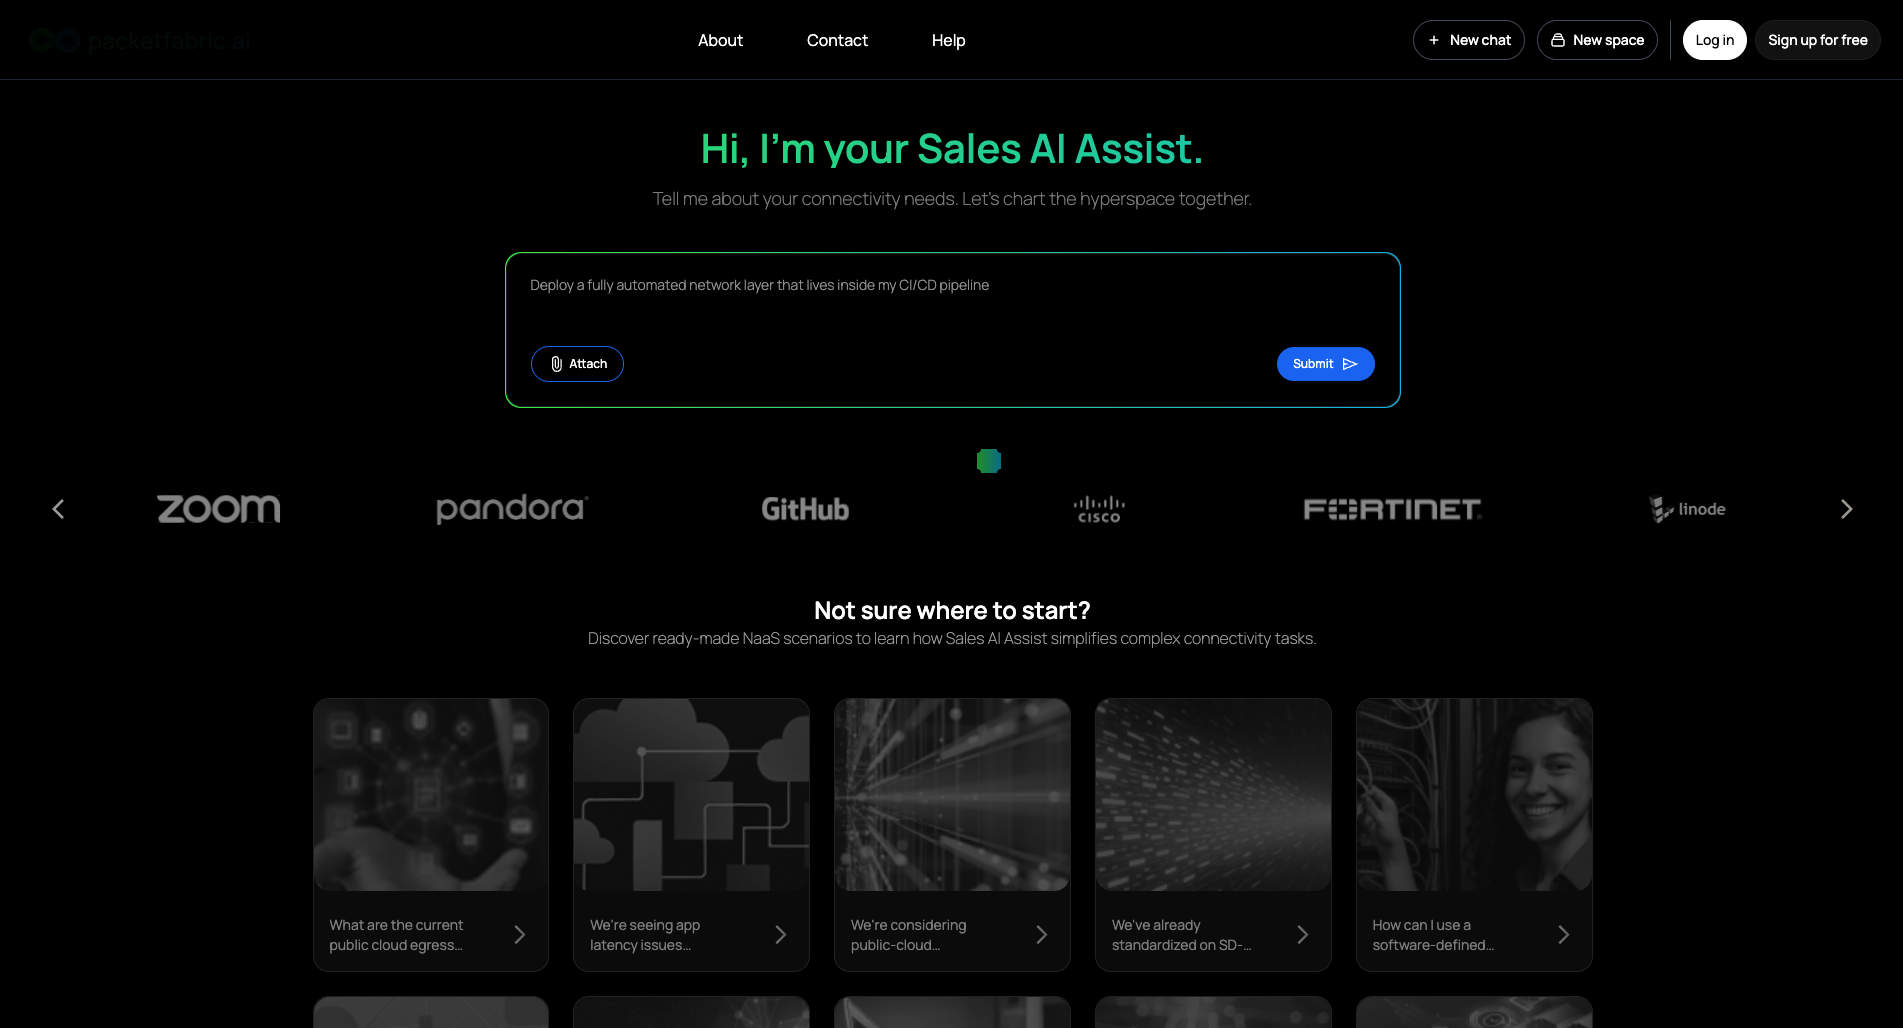 packetfabric.ai
About
Contact
Help
New chat
New space
Log in
Sign up for free
Hi, I'm your Sales AI Assist.
Tell me about your connectivity needs. Let's chart the hyperspace together.
Deploy a fully automated network layer that lives inside my CI/CD pipeline
Attach
Submit
zoom
pandora
GitHub
CISCO
FORTINET
linode
Not sure where to start?
Discover ready-made NaaS scenarios to learn how Sales AI Assist simplifies complex connectivity tasks.
What are the current
public cloud egress...
We're seeing app
latency issues...
We're considering
public-cloud...
We've already
standardized on SD-...
How can I use a
software-defined...